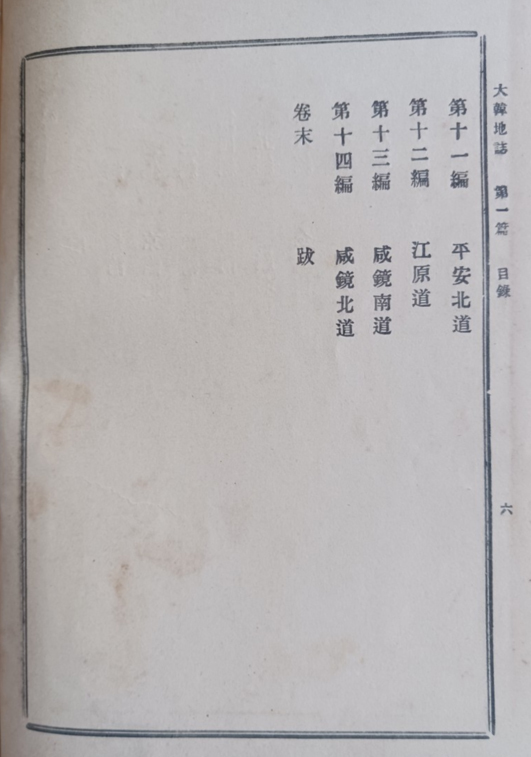 大韓地誌 第一篇 目錄 六
第十一編 平安北道
第十二編 江原道
第十三編 咸鏡南道
第十四編 咸鏡北道
卷末 跋